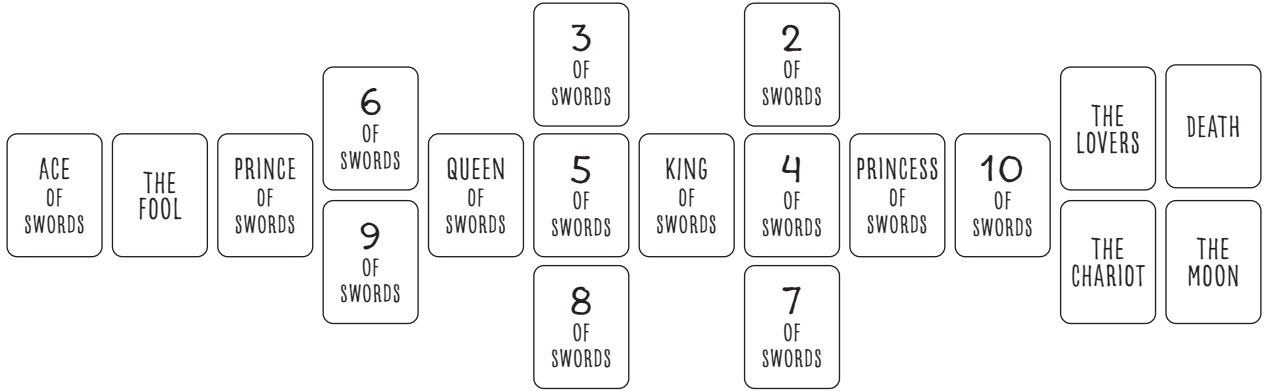 ACE
OF
SWORDS
THE
FOOL
PRINCE
OF
SWORDS
6
OF
SWORDS
9
OF
SWORDS
QUEEN
OF
SWORDS
3
OF
SWORDS
5
OF
SWORDS
8
OF
SWORDS
KING
OF
SWORDS
2
OF
SWORDS
4
OF
SWORDS
7
OF
SWORDS
PRINCESS
OF
SWORDS
10
OF
SWORDS
THE
LOVERS
THE
CHARIOT
DEATH
THE
MOON